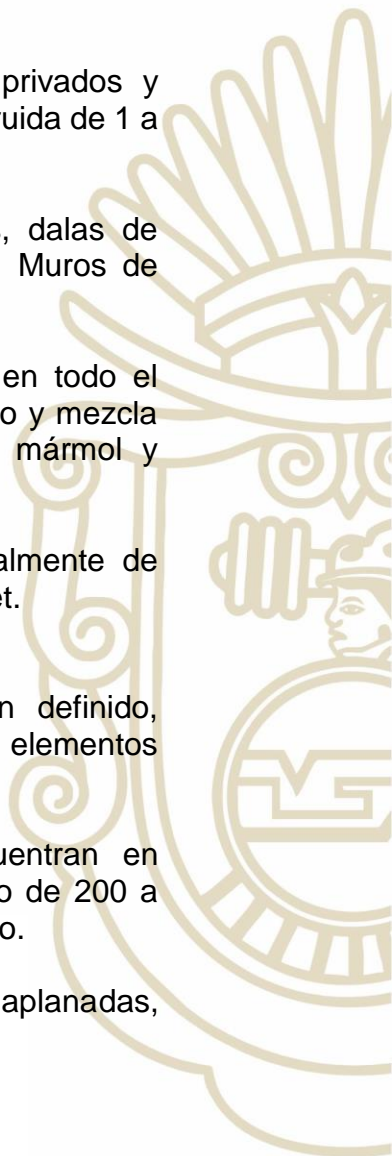 privados y
ruida de 1 a
, dalas de
Muros de
en todo el
o y mezcla
mármol y
almente de
et.
n definido,
elementos
uentran en
o de 200 a
o.
aplanadas,